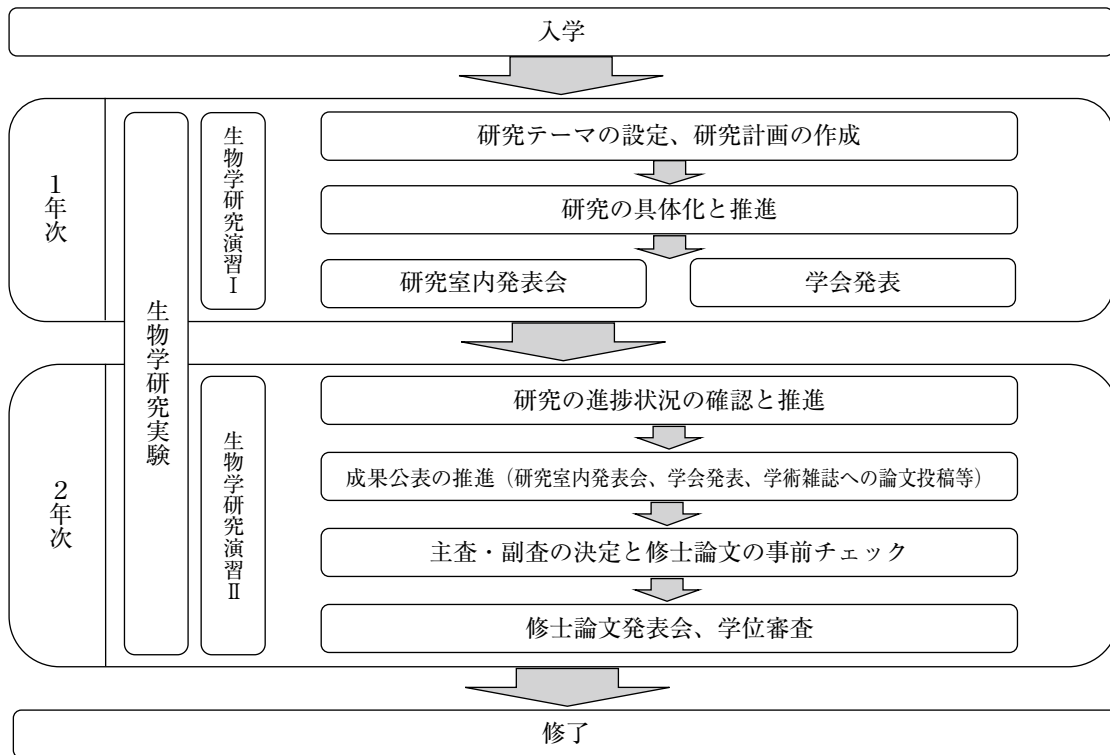 入学
1年次
生物学研究実験
生物学研究演習Ⅰ
研究テーマの設定、研究計画の作成
研究の具体化と推進
研究室内発表会
学会発表
2年次
生物学研究演習Ⅱ
研究の進捗状況の確認と推進
成果公表の推進（研究室内発表会、学会発表、学術雑誌への論文投稿等）
主査・副査の決定と修士論文の事前チェック
修士論文発表会、学位審査
修了